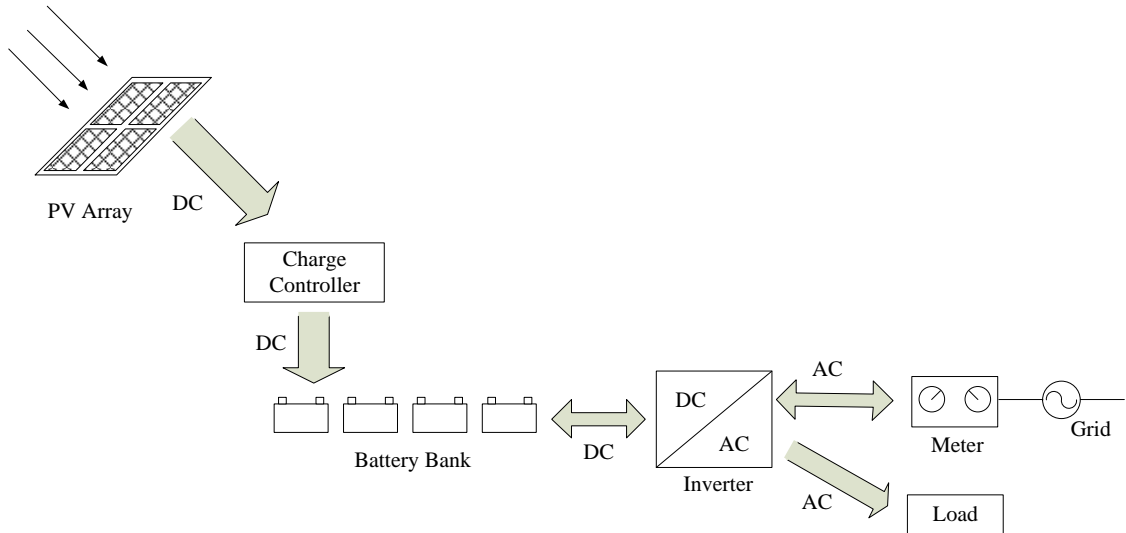 PV Array
DC
Charge
Controller
DC
Battery Bank
DC
DC
AC
Inverter
AC
AC
Meter
Grid
Load